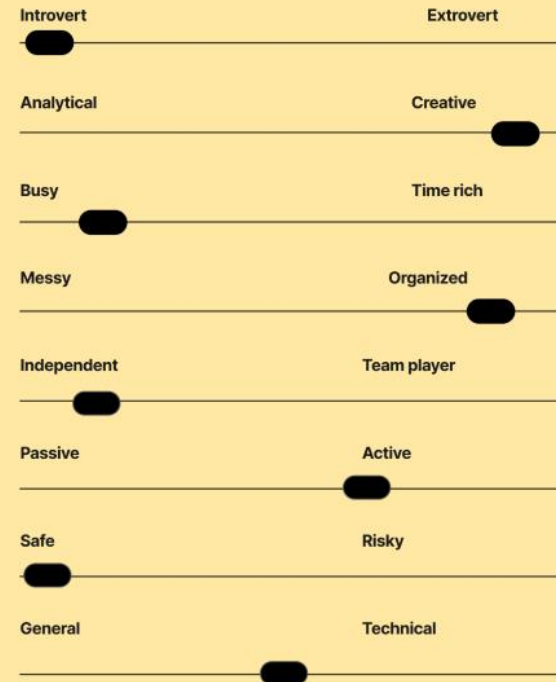 Introvert Extrovert
Analytical Creative
Busy Time rich
Messy Organized
Independent Team player
Passive Active
Safe Risky
General Technical